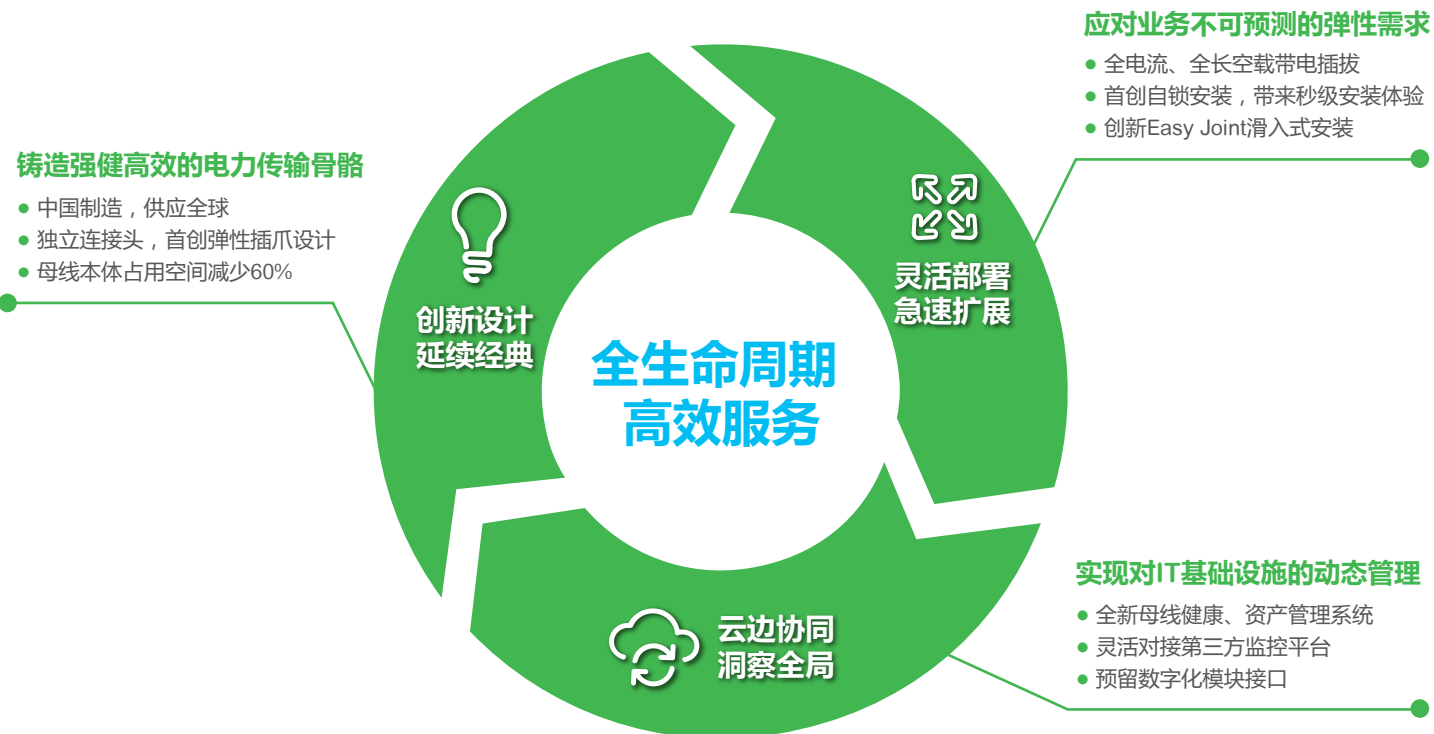 应对业务不可预测的弹性需求
● 全电流、全长空载带电插拔
● 首创自锁安装，带来秒级安装体验
● 创新Easy Joint滑入式安装
铸造强健高效的电力传输骨骼
● 中国制造，供应全球
● 独立连接头，首创弹性插爪设计
● 母线本体占用空间减少60%
灵活部署
急速扩展
创新设计
延续经典
全生命周期
高效服务
云边协同
洞察全局
实现对IT基础设施的动态管理
● 全新母线健康、资产管理系统
● 灵活对接第三方监控平台
● 预留数字化模块接口